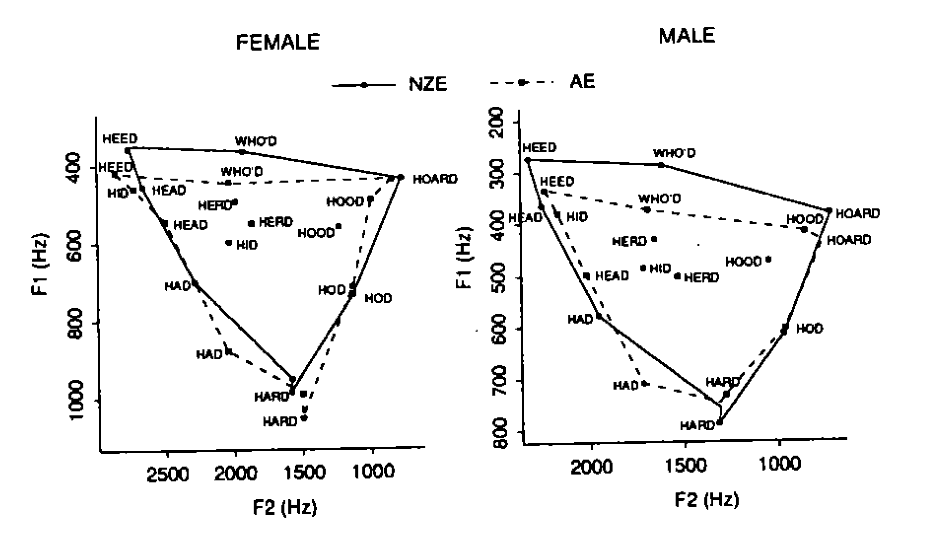 FEMALE
MALE
NZE
AE
HEED
WHO'D
HEED
WHO'D
HOARD
HID
HEAD
HERD
HOOD
HEAD
HERD
HOOD
HID
HAD
HOD
HOD
HAD
HARD
HARD
400
600
800
1000
F1 (Hz)
2500
2000
1500
1000
F2 (Hz)
HEED
WHO'D
HEED
WHO'D
HOARD
HEAD
HID
HOOD
HERD
HOARD
HEAD
HID
HERD
HOOD
HAD
HOD
HAD
HARD
HARD
200
300
400
500
600
700
800
F1 (Hz)
2000
1500
1000
F2 (Hz)